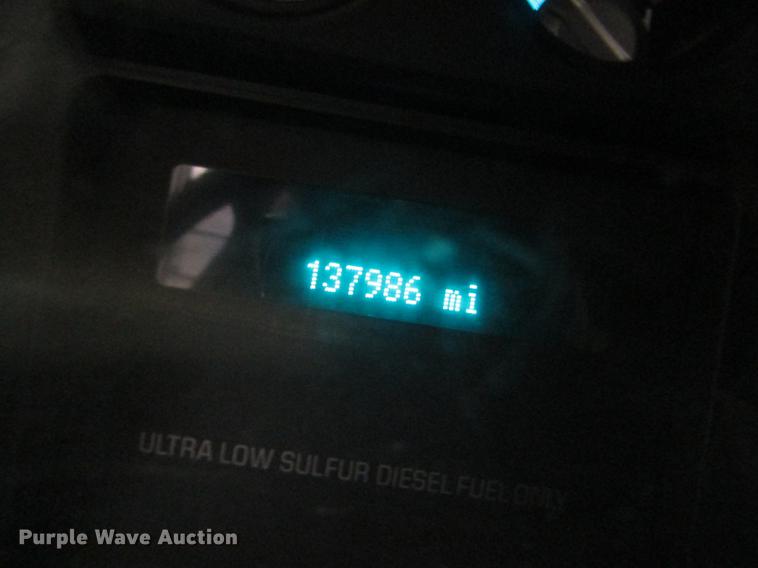 137986 mi
ULTRA LOW SULFUR DIESEL FUEL ONLY
Purple Wave Auction